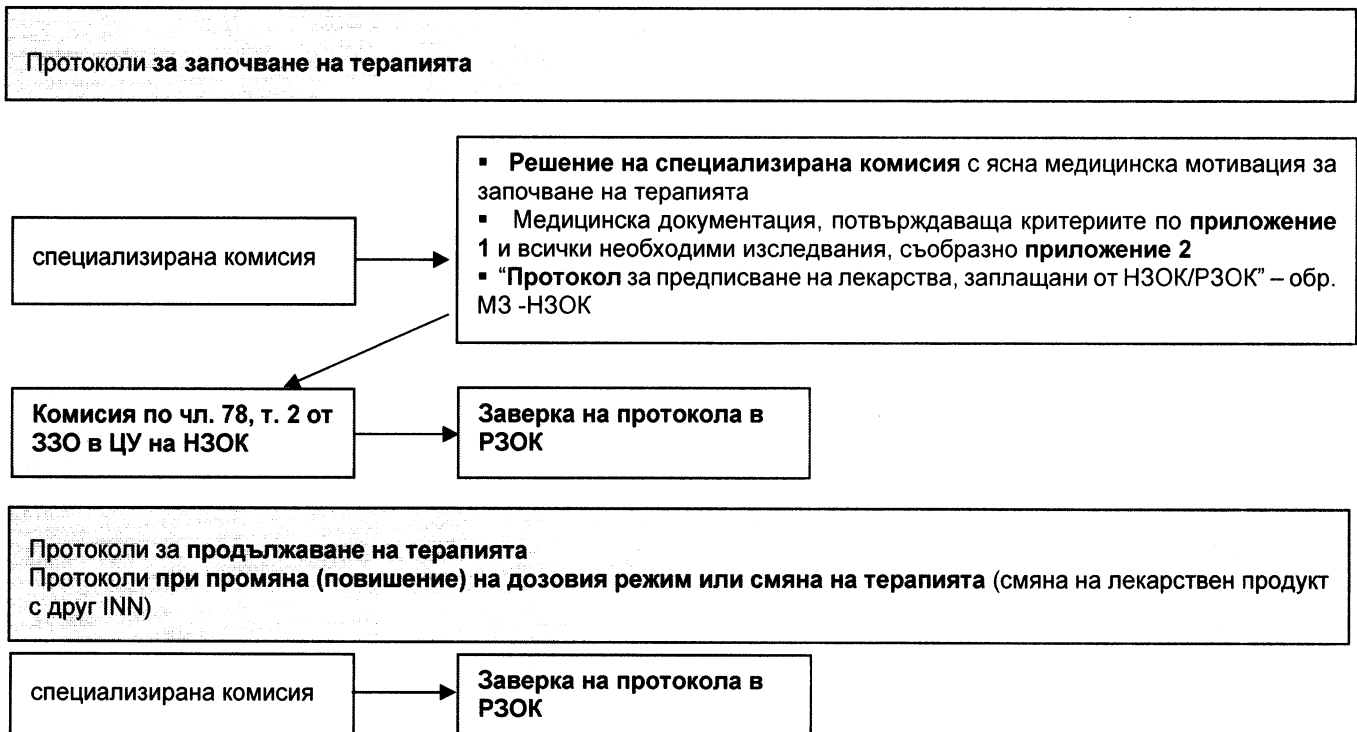 Протоколи за започване на терапията
▪ Решение на специализирана комисия с ясна медицинска мотивация за
започване на терапията
▪ Медицинска документация, потвърждаваща критериите по приложение
1 и всички необходими изследвания, съобразно приложение 2
▪ “Протокол за предписване на лекарства, заплащани от НЗОК/РЗОК” – обр.
МЗ -НЗОК
специализирана комисия
Комисия по чл. 78, т. 2 от
ЗЗО в ЦУ на НЗОК
Заверка на протокола в
РЗОК
Протоколи за продължаване на терапията
Протоколи при промяна (повишение) на дозовия режим или смяна на терапията (смяна на лекарствен продукт
с друг INN)
специализирана комисия
Заверка на протокола в
РЗОК